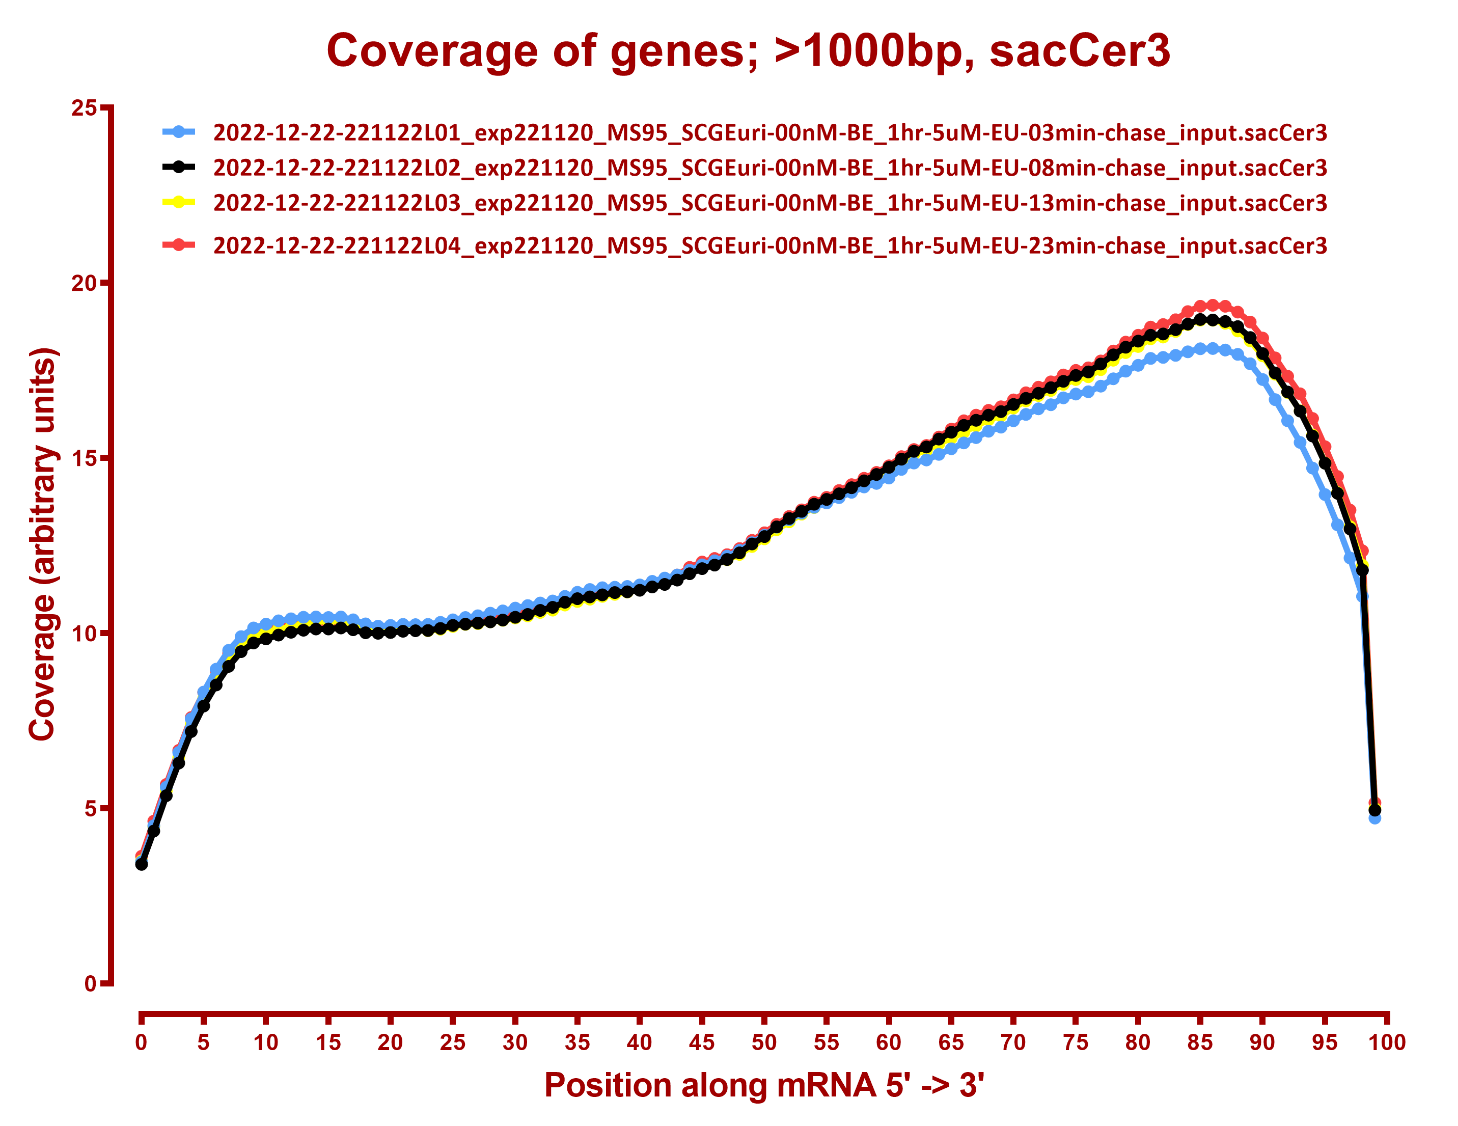 Coverage of genes; >1000bp, sacCer3
2022-12-22-221122L01_exp221120_MS95_SCGEuri-00nM-BE_1hr-5uM-EU-03min-chase_input.sacCer3
2022-12-22-221122L02_exp221120_MS95_SCGEuri-00nM-BE_1hr-5uM-EU-08min-chase_input.sacCer3
2022-12-22-221122L03_exp221120_MS95_SCGEuri-00nM-BE_1hr-5uM-EU-13min-chase_input.sacCer3
2022-12-22-221122L04_exp221120_MS95_SCGEuri-00nM-BE_1hr-5uM-EU-23min-chase_input.sacCer3
Coverage (arbitrary units)
25
20
15
10
5
0
0 5 10 15 20 25 30 35 40 45 50 55 60 65 70 75 80 85 90 95 100
Position along mRNA 5' -> 3'